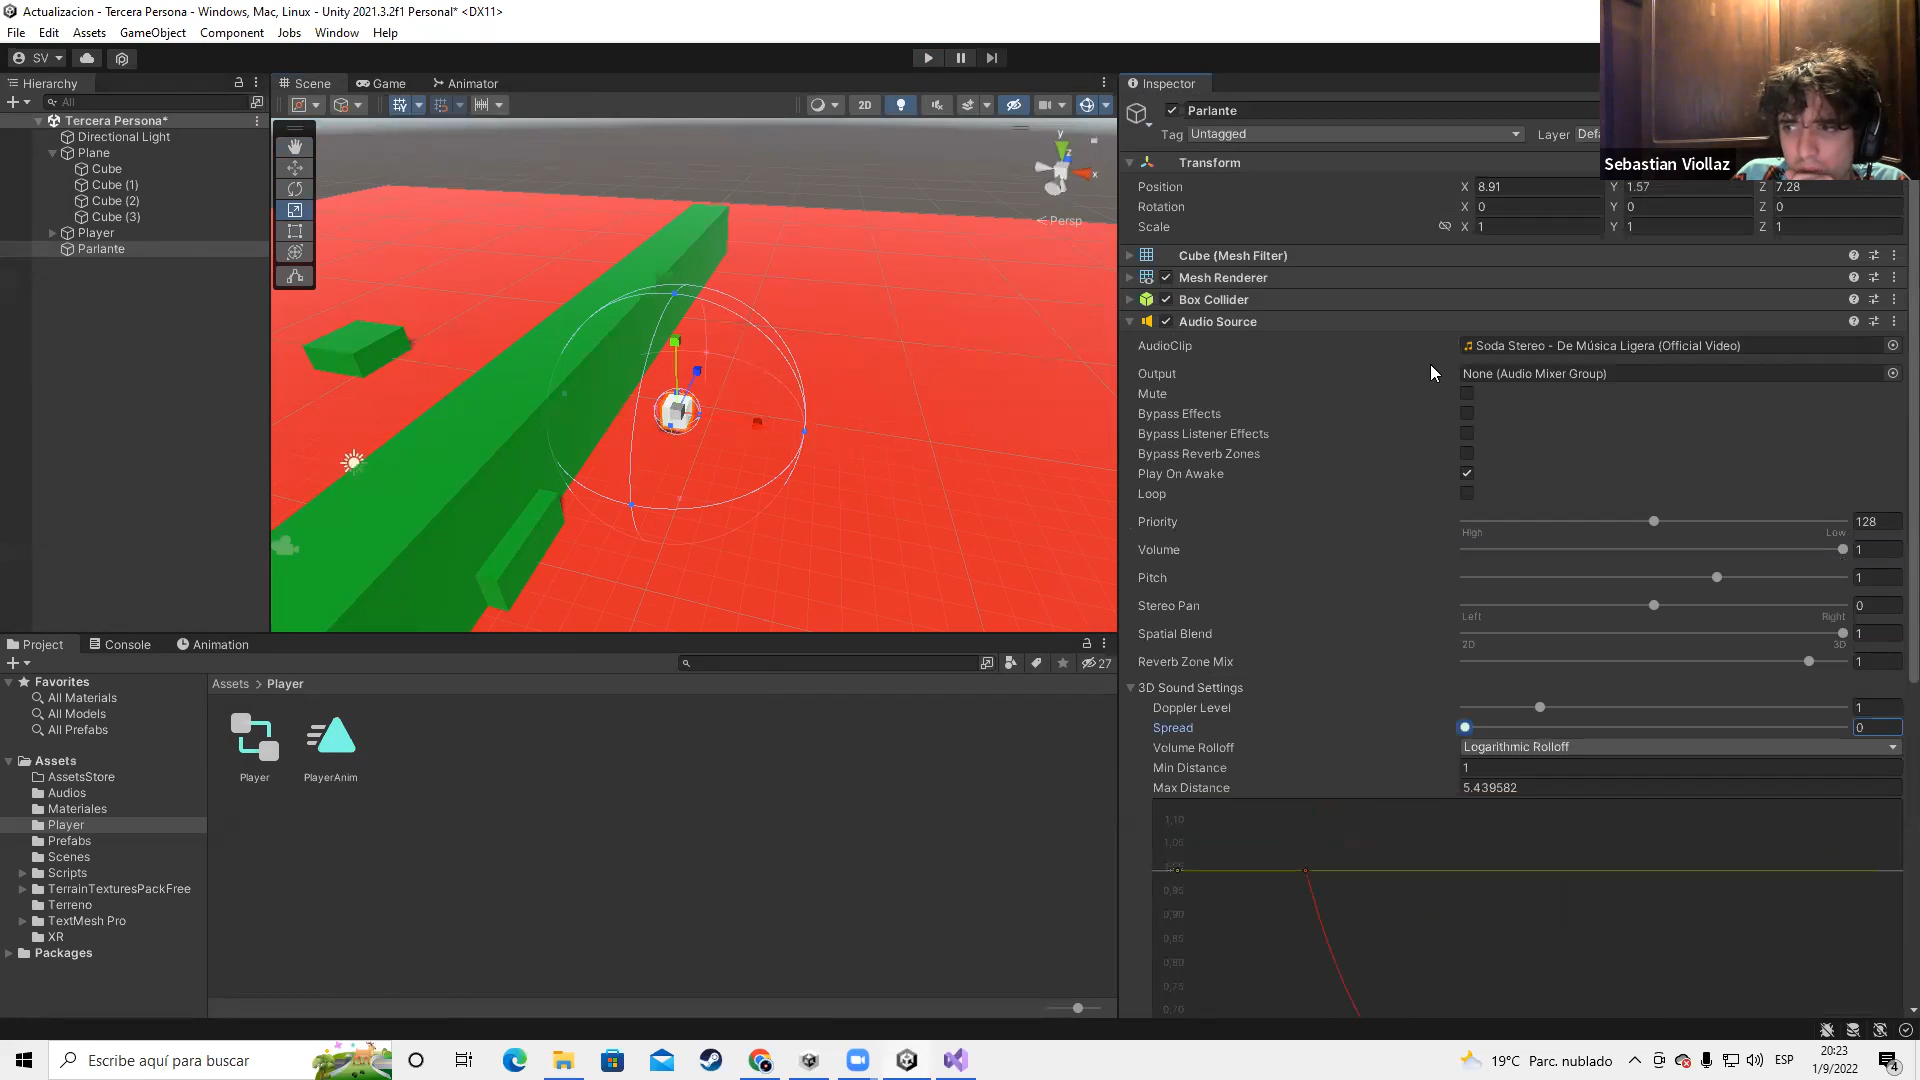 Actualizacion - Tercera Persona - Windows, Mac, Linux - Unity 2021.3.2f1 Personal* <DX11>
File Edit Assets GameObject Component Jobs Window Help
SV
Hierarchy
All
Tercera Persona*
Directional Light
Plane
Cube
Cube (1)
Cube (2)
Cube (3)
Player
Parlante
Scene Game Animator
2D
y
z
x
Persp
Inspector
Parlante
Tag Untagged Layer
Sebastian Viollaz
Transform
Position X 8.91 Y 1.57 Z 7.28
Rotation X 0 Y 0 Z 0
Scale X 1 Y 1 Z 1
Cube (Mesh Filter)
Mesh Renderer
Box Collider
Audio Source
AudioClip Soda Stereo - De Música Ligera (Official Video)
Output None (Audio Mixer Group)
Mute
Bypass Effects
Bypass Listener Effects
Bypass Reverb Zones
Play On Awake
Loop
Priority 128
High Low
Volume 1
Pitch 1
Stereo Pan 0
Left Right
Spatial Blend 1
2D 3D
Reverb Zone Mix 1
3D Sound Settings
Doppler Level 1
Spread 0
Volume Rolloff Logarithmic Rolloff
Min Distance 1
Max Distance 5.439582
1,10
1,05
0,95
0,90
0,85
0,80
0,75
0,70
Project Console Animation
27
Favorites
All Materials
All Models
All Prefabs
Assets
AssetsStore
Audios
Materiales
Player
Prefabs
Scenes
Scripts
TerrainTexturesPackFree
Terreno
TextMesh Pro
XR
Packages
Assets > Player
Player PlayerAnim
Escribe aquí para buscar
19°C Parc. nublado
ESP
20:23
1/9/2022
4